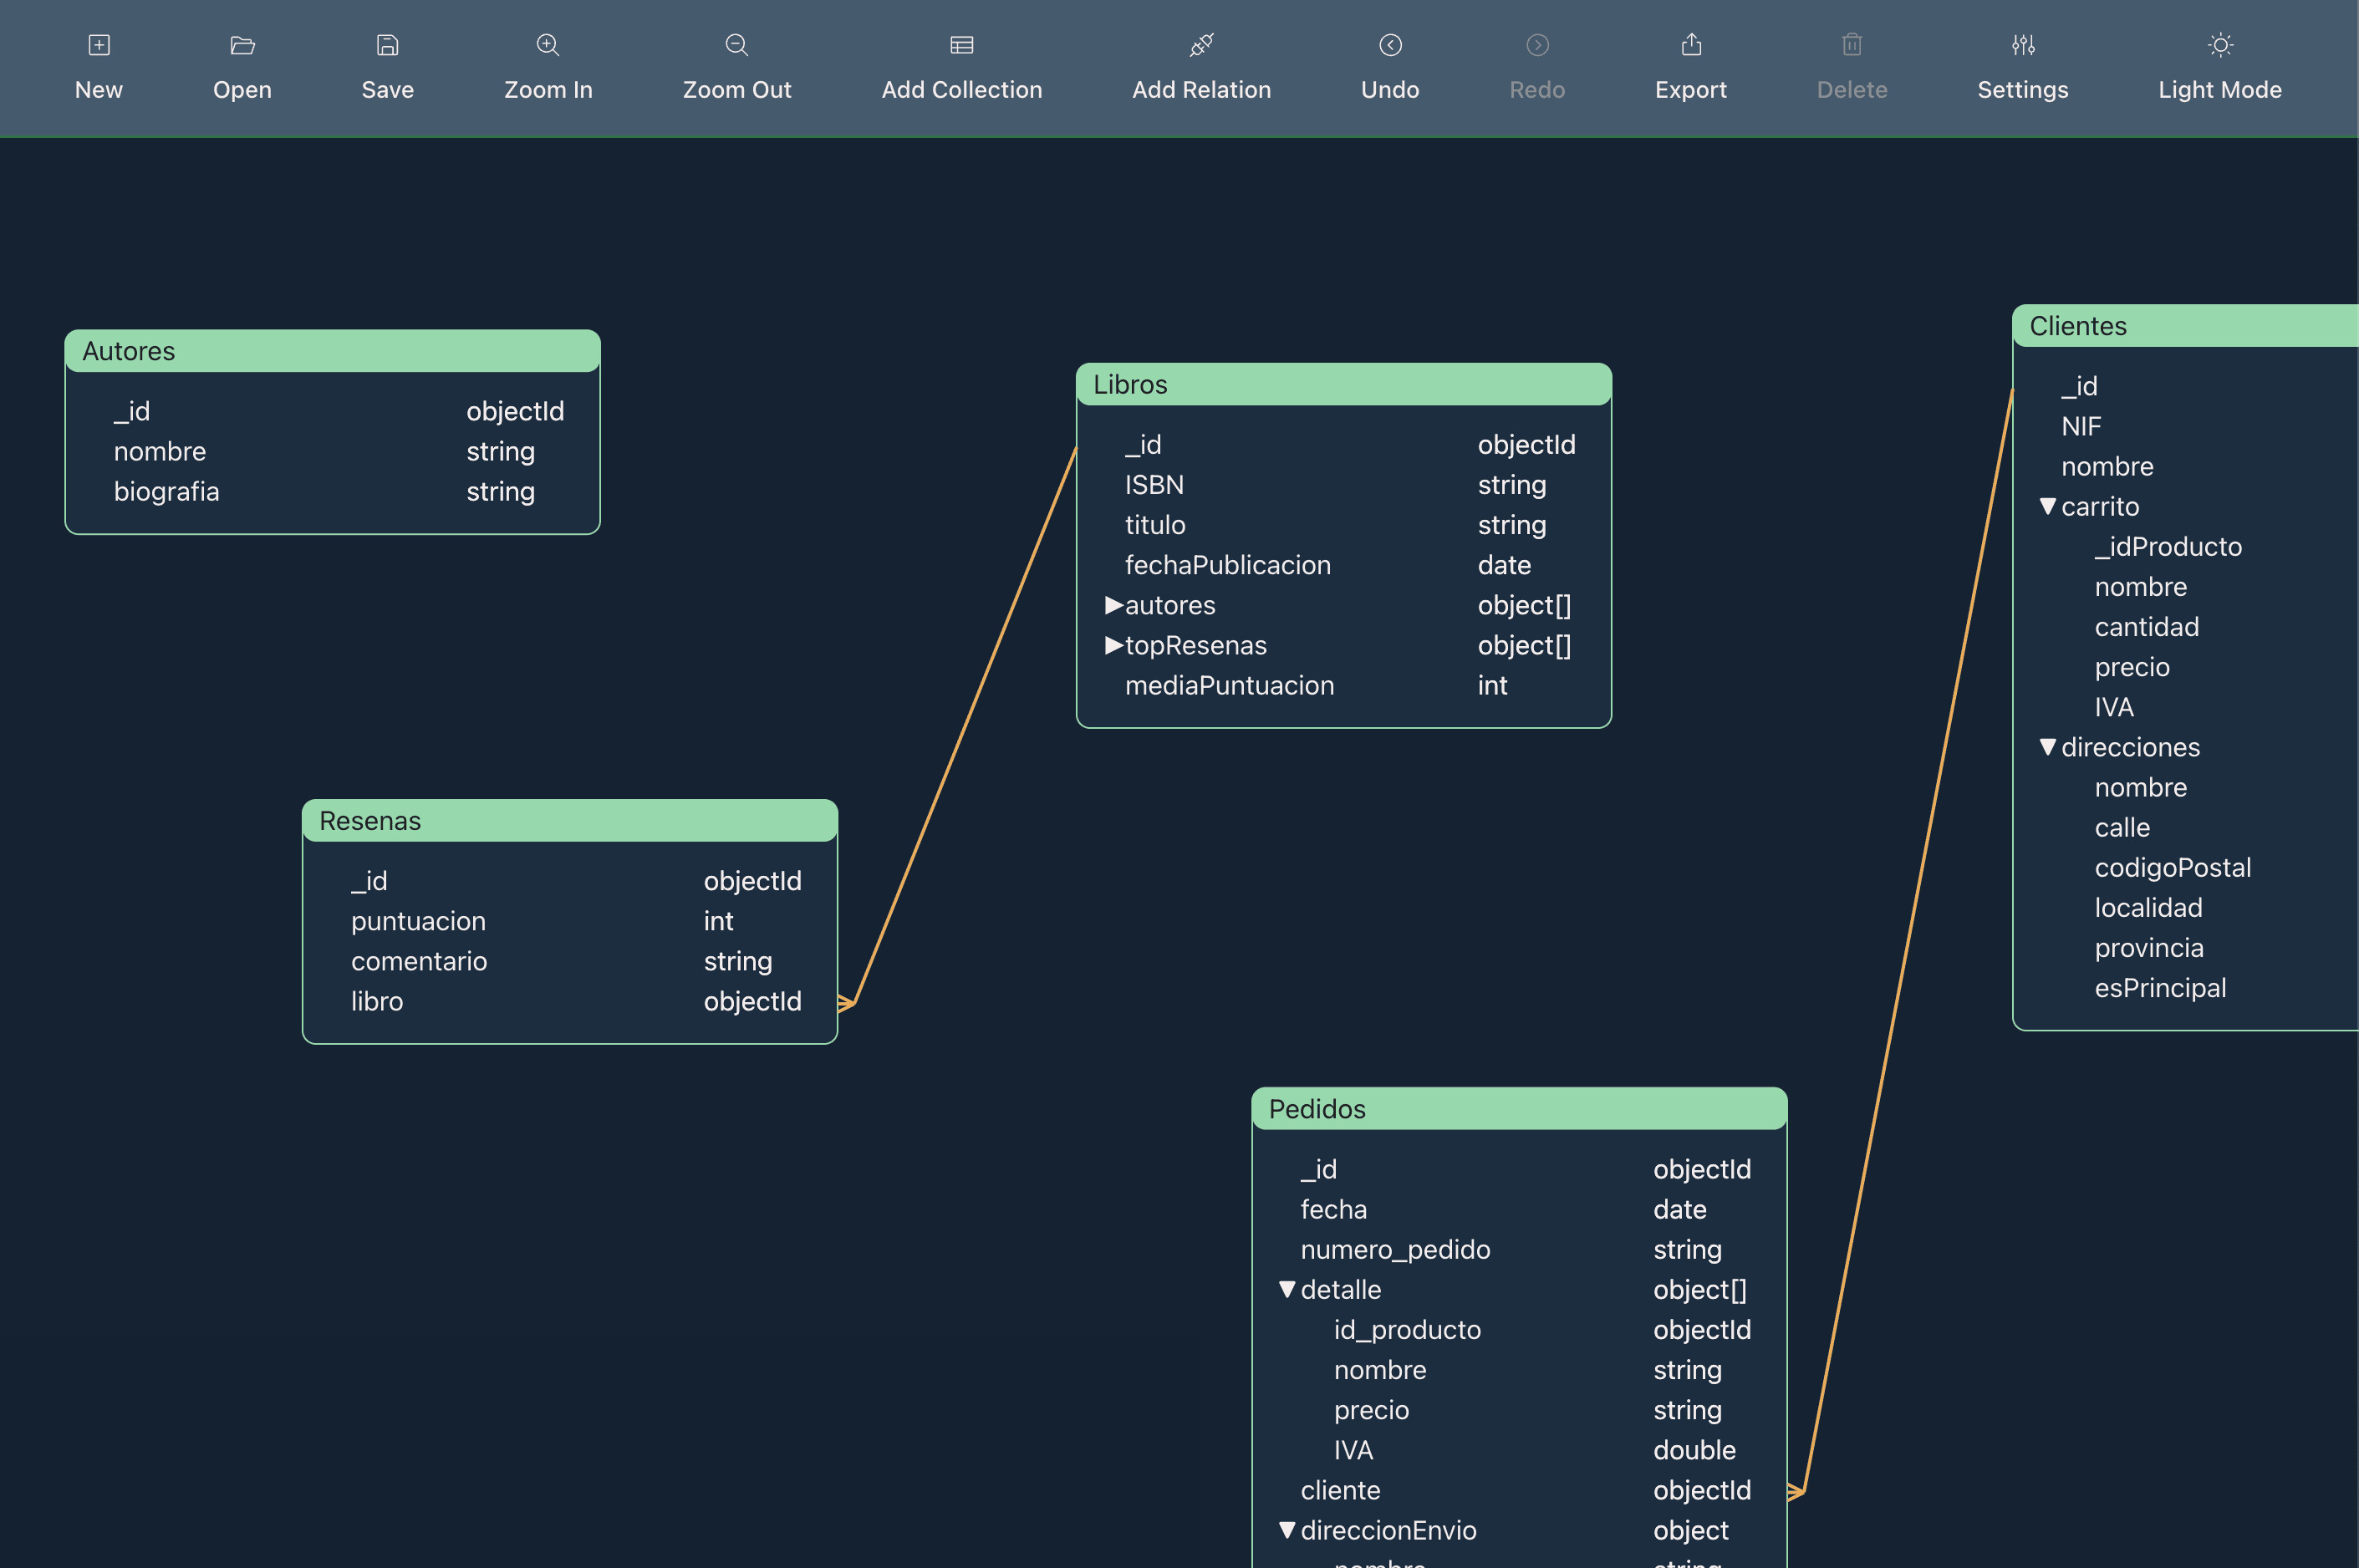 New Open Save Zoom In Zoom Out Add Collection Add Relation Undo Redo Export Delete Settings Light Mode
Autores
_id objectId
nombre string
biografia string
Libros
_id objectId
ISBN string
titulo string
fechaPublicacion date
autores object[]
topResenas object[]
mediaPuntuacion int
Clientes
_id
NIF
nombre
carrito
_idProducto
nombre
cantidad
precio
IVA
direcciones
nombre
calle
codigoPostal
localidad
provincia
esPrincipal
Resenas
_id objectId
puntuacion int
comentario string
libro objectId
Pedidos
_id objectId
fecha date
numero_pedido string
detalle object[]
id_producto objectId
nombre string
precio string
IVA double
cliente objectId
direccionEnvio object